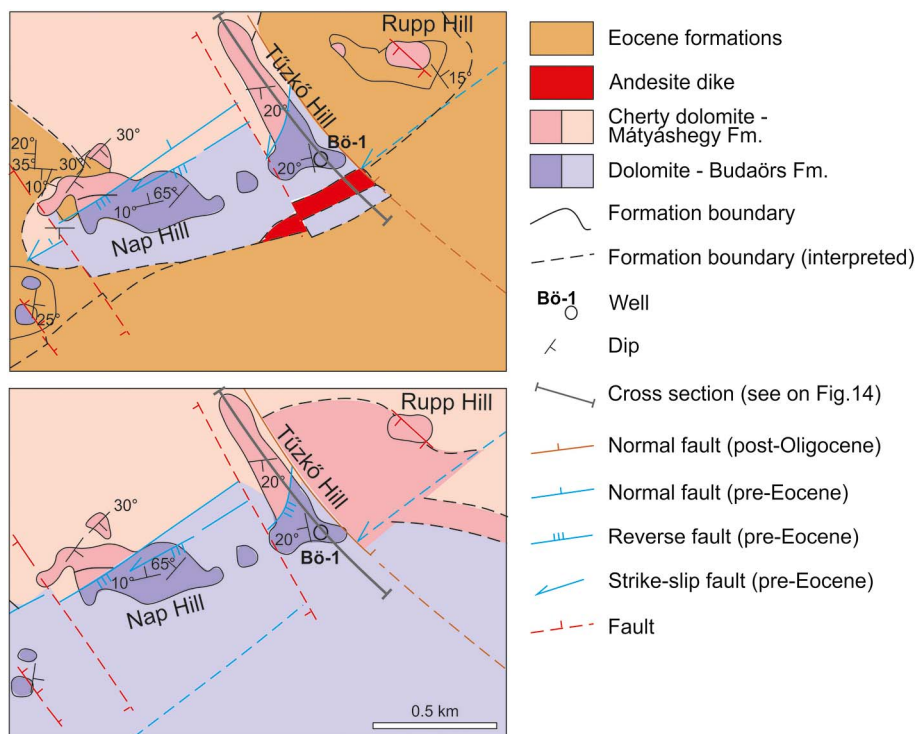 Rupp Hill
15°
Tűzkő Hill
20°
Bö-1
20°
30°
20°
35°
30°
10°
65°
10°
Nap Hill
25°
Rupp Hill
Tűzkő Hill
20°
30°
20°
Bö-1
65°
10°
Nap Hill
0.5 km
Eocene formations
Andesite dike
Cherty dolomite -
Mátyáshegy Fm.
Dolomite - Budaörs Fm.
Formation boundary
Formation boundary (interpreted)
Bö-1
Well
Dip
Cross section (see on Fig.14)
Normal fault (post-Oligocene)
Normal fault (pre-Eocene)
Reverse fault (pre-Eocene)
Strike-slip fault (pre-Eocene)
Fault